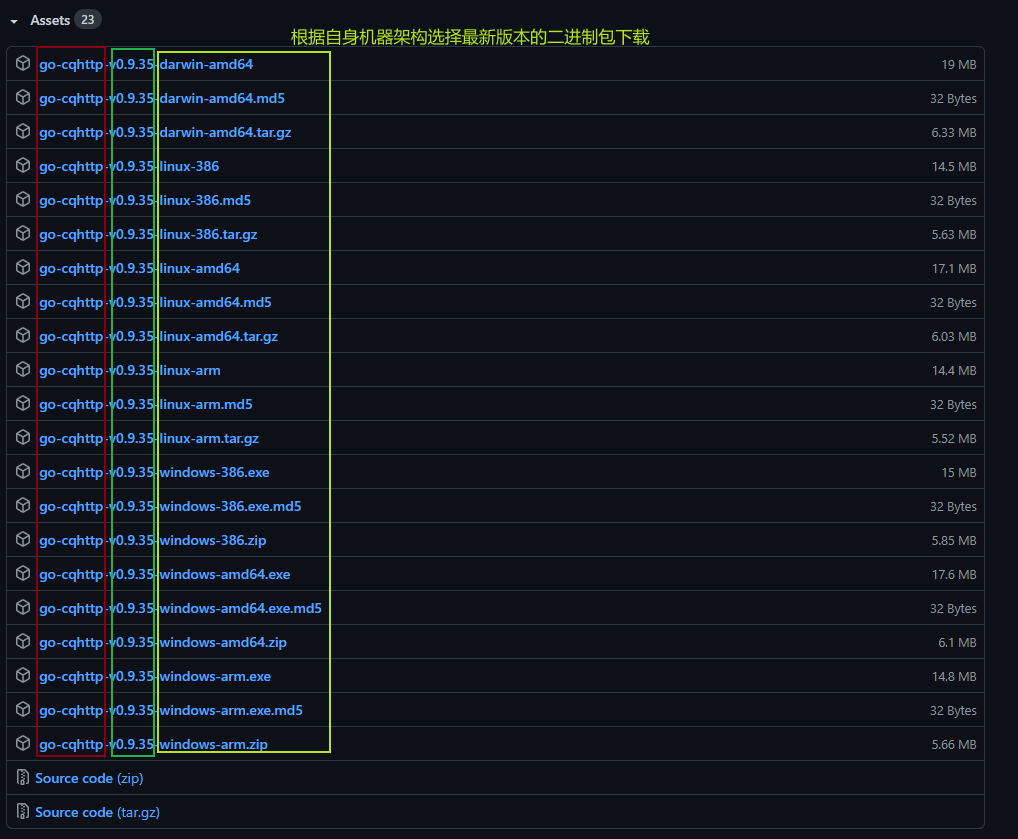 Assets 23
根据自身机器架构选择最新版本的二进制包下载
go-cqhttp-v0.9.35-darwin-amd64 19 MB
go-cqhttp-v0.9.35-darwin-amd64.md5 32 Bytes
go-cqhttp-v0.9.35-darwin-amd64.tar.gz 6.33 MB
go-cqhttp-v0.9.35-linux-386 14.5 MB
go-cqhttp-v0.9.35-linux-386.md5 32 Bytes
go-cqhttp-v0.9.35-linux-386.tar.gz 5.63 MB
go-cqhttp-v0.9.35-linux-amd64 17.1 MB
go-cqhttp-v0.9.35-linux-amd64.md5 32 Bytes
go-cqhttp-v0.9.35-linux-amd64.tar.gz 6.03 MB
go-cqhttp-v0.9.35-linux-arm 14.4 MB
go-cqhttp-v0.9.35-linux-arm.md5 32 Bytes
go-cqhttp-v0.9.35-linux-arm.tar.gz 5.52 MB
go-cqhttp-v0.9.35-windows-386.exe 15 MB
go-cqhttp-v0.9.35-windows-386.exe.md5 32 Bytes
go-cqhttp-v0.9.35-windows-386.zip 5.85 MB
go-cqhttp-v0.9.35-windows-amd64.exe 17.6 MB
go-cqhttp-v0.9.35-windows-amd64.exe.md5 32 Bytes
go-cqhttp-v0.9.35-windows-amd64.zip 6.1 MB
go-cqhttp-v0.9.35-windows-arm.exe 14.8 MB
go-cqhttp-v0.9.35-windows-arm.exe.md5 32 Bytes
go-cqhttp-v0.9.35-windows-arm.zip 5.66 MB
Source code (zip)
Source code (tar.gz)